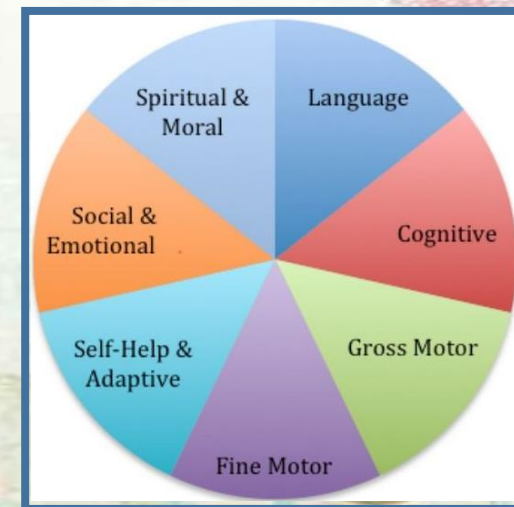 Spiritual &
Moral
Language
Social &
Emotional
Cognitive
Self-Help &
Adaptive
Gross Motor
Fine Motor